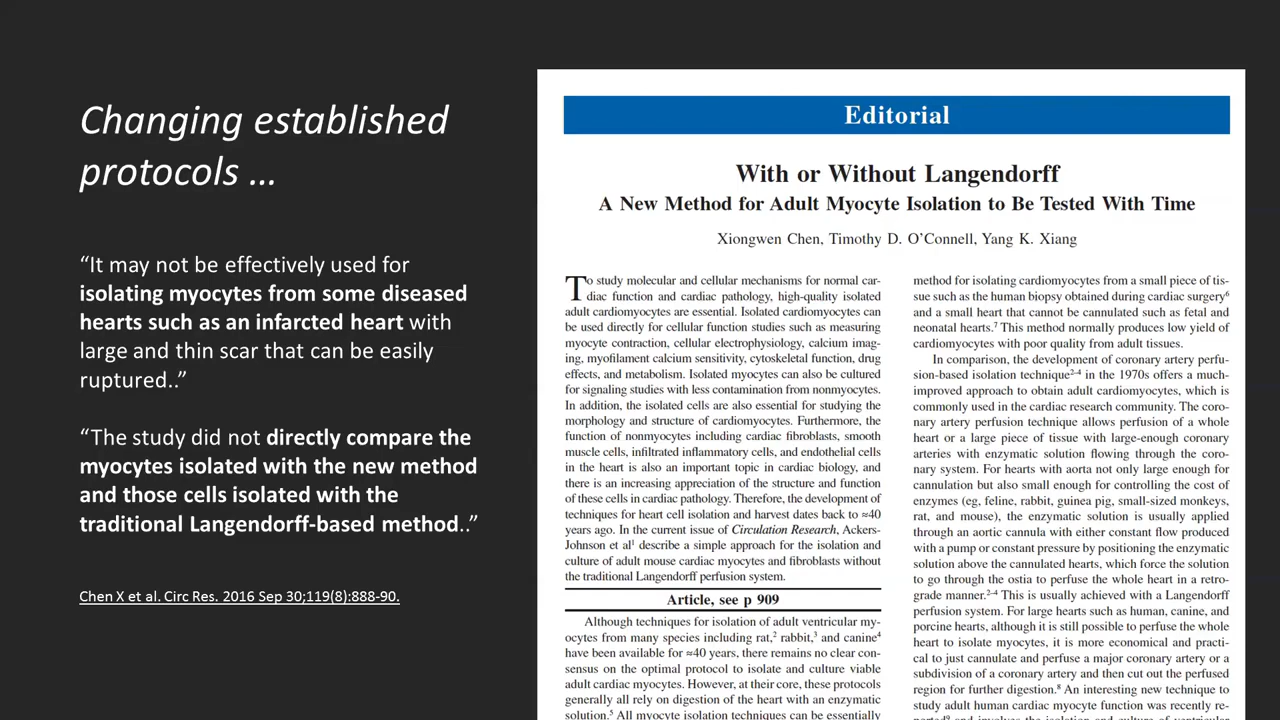 Changing established
protocols …
“It may not be effectively used for
isolating myocytes from some diseased
hearts such as an infarcted heart with
large and thin scar that can be easily
ruptured..”
“The study did not directly compare the
myocytes isolated with the new method
and those cells isolated with the
traditional Langendorff-based method..”
Chen X et al. Circ Res. 2016 Sep 30;119(8):888-90.
Editorial
With or Without Langendorff
A New Method for Adult Myocyte Isolation to Be Tested With Time
Xiongwen Chen, Timothy D. O’Connell, Yang K. Xiang
To study molecular and cellular mechanisms for normal car-
diac function and cardiac pathology, high-quality isolated
adult cardiomyocytes are essential. Isolated cardiomyocytes can
be used directly for cellular function studies such as measuring
myocyte contraction, cellular electrophysiology, calcium imag-
ing, myofilament calcium sensitivity, cytoskeletal function, drug
effects, and metabolism. Isolated myocytes can also be cultured
for signaling studies with less contamination from nonmyocytes.
In addition, the isolated cells are also essential for studying the
morphology and structure of cardiomyocytes. Furthermore, the
function of nonmyocytes including cardiac fibroblasts, smooth
muscle cells, infiltrated inflammatory cells, and endothelial cells
in the heart is also an important topic in cardiac biology, and
there is an increasing appreciation of the structure and function
of these cells in cardiac pathology. Therefore, the development of
techniques for heart cell isolation and harvest dates back to ≈40
years ago. In the current issue of Circulation Research, Ackers-
Johnson et al¹ describe a simple approach for the isolation and
culture of adult mouse cardiac myocytes and fibroblasts without
the traditional Langendorff perfusion system.
Article, see p 909
Although techniques for isolation of adult ventricular my-
ocytes from many species including rat,² rabbit,³ and canine⁴
have been available for ≈40 years, there remains no clear con-
sensus on the optimal protocol to isolate and culture viable
adult cardiac myocytes. However, at their core, these protocols
generally all rely on digestion of the heart with an enzymatic
solution.⁵ All myocyte isolation techniques can be essentially
method for isolating cardiomyocytes from a small piece of tis-
sue such as the human biopsy obtained during cardiac surgery⁶
and a small heart that cannot be cannulated such as fetal and
neonatal hearts.⁷ This method normally produces low yield of
cardiomyocytes with poor quality from adult tissues.
In comparison, the development of coronary artery perfu-
sion-based isolation technique²⁻⁴ in the 1970s offers a much-
improved approach to obtain adult cardiomyocytes, which is
commonly used in the cardiac research community. The coro-
nary artery perfusion technique allows perfusion of a whole
heart or a large piece of tissue with large-enough coronary
arteries with enzymatic solution flowing through the coro-
nary system. For hearts with aorta not only large enough for
cannulation but also small enough for controlling the cost of
enzymes (eg, feline, rabbit, guinea pig, small-sized monkeys,
rat, and mouse), the enzymatic solution is usually applied
through an aortic cannula with either constant flow produced
with a pump or constant pressure by positioning the enzymatic
solution above the cannulated hearts, which force the solution
to go through the ostia to perfuse the whole heart in a retro-
grade manner.²⁻⁴ This is usually achieved with a Langendorff
perfusion system. For large hearts such as human, canine, and
porcine hearts, although it is still possible to perfuse the whole
heart to isolate myocytes, it is more economical and practi-
cal to just cannulate and perfuse a major coronary artery or a
subdivision of a coronary artery and then cut out the perfused
region for further digestion.⁸ An interesting new technique to
study adult human cardiac myocyte function was recently re-
ported⁹ and involves the isolation and culture of ventricular